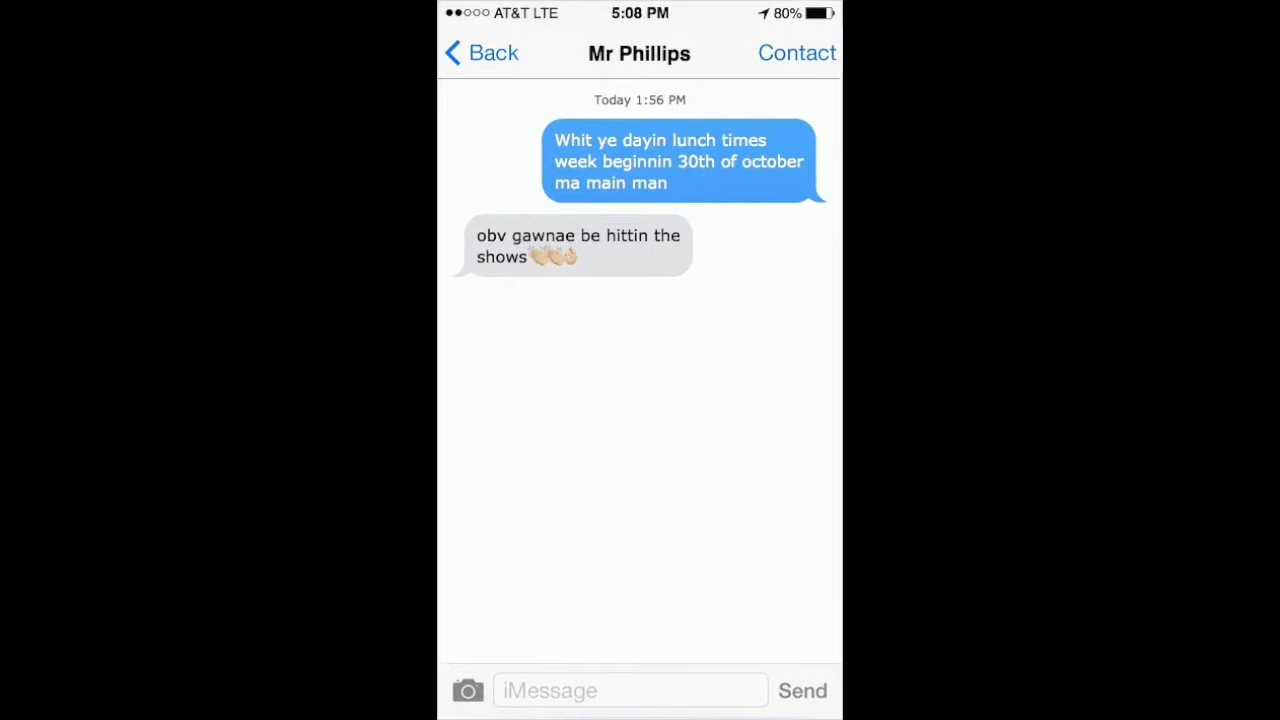 AT&T LTE 5:08 PM 80%
Back Mr Phillips Contact
Today 1:56 PM
Whit ye dayin lunch times
week beginnin 30th of october
ma main man
obv gawnae be hittin the
shows👏🏼👏🏼👌🏼
iMessage Send